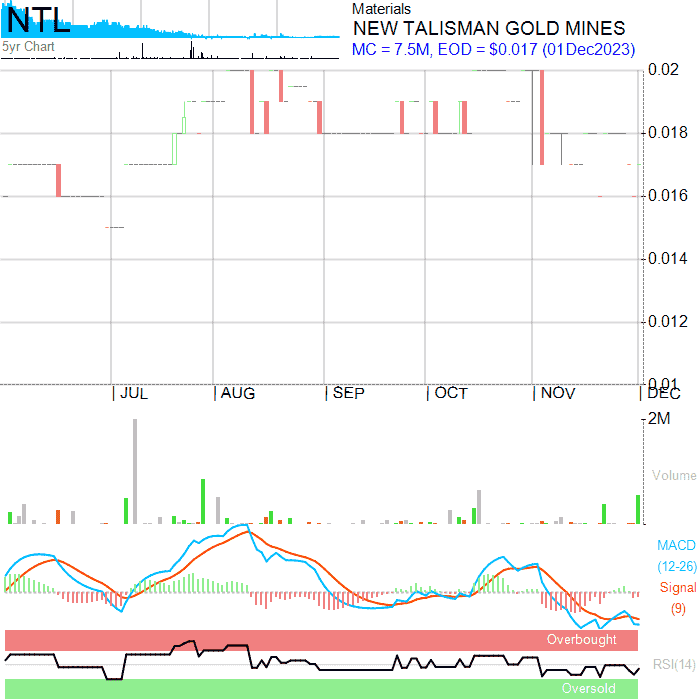 NTL
5yr Chart
Materials
NEW TALISMAN GOLD MINES
MC = 7.5M, EOD = $0.017 (01Dec2023)
0.02
0.018
0.016
0.014
0.012
0.01
JUL AUG SEP OCT NOV DEC
2M
Volume
MACD
(12-26)
Signal
(9)
Overbought
RSI(14)
Oversold